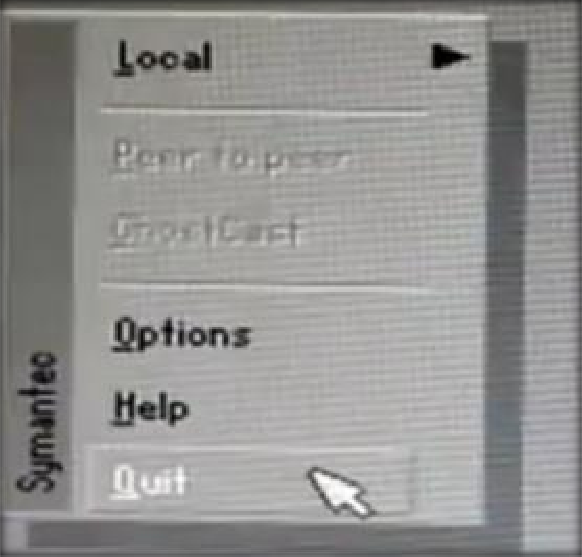 Local
Peer to peer
GhostCast
Options
Help
Quit
Symantec